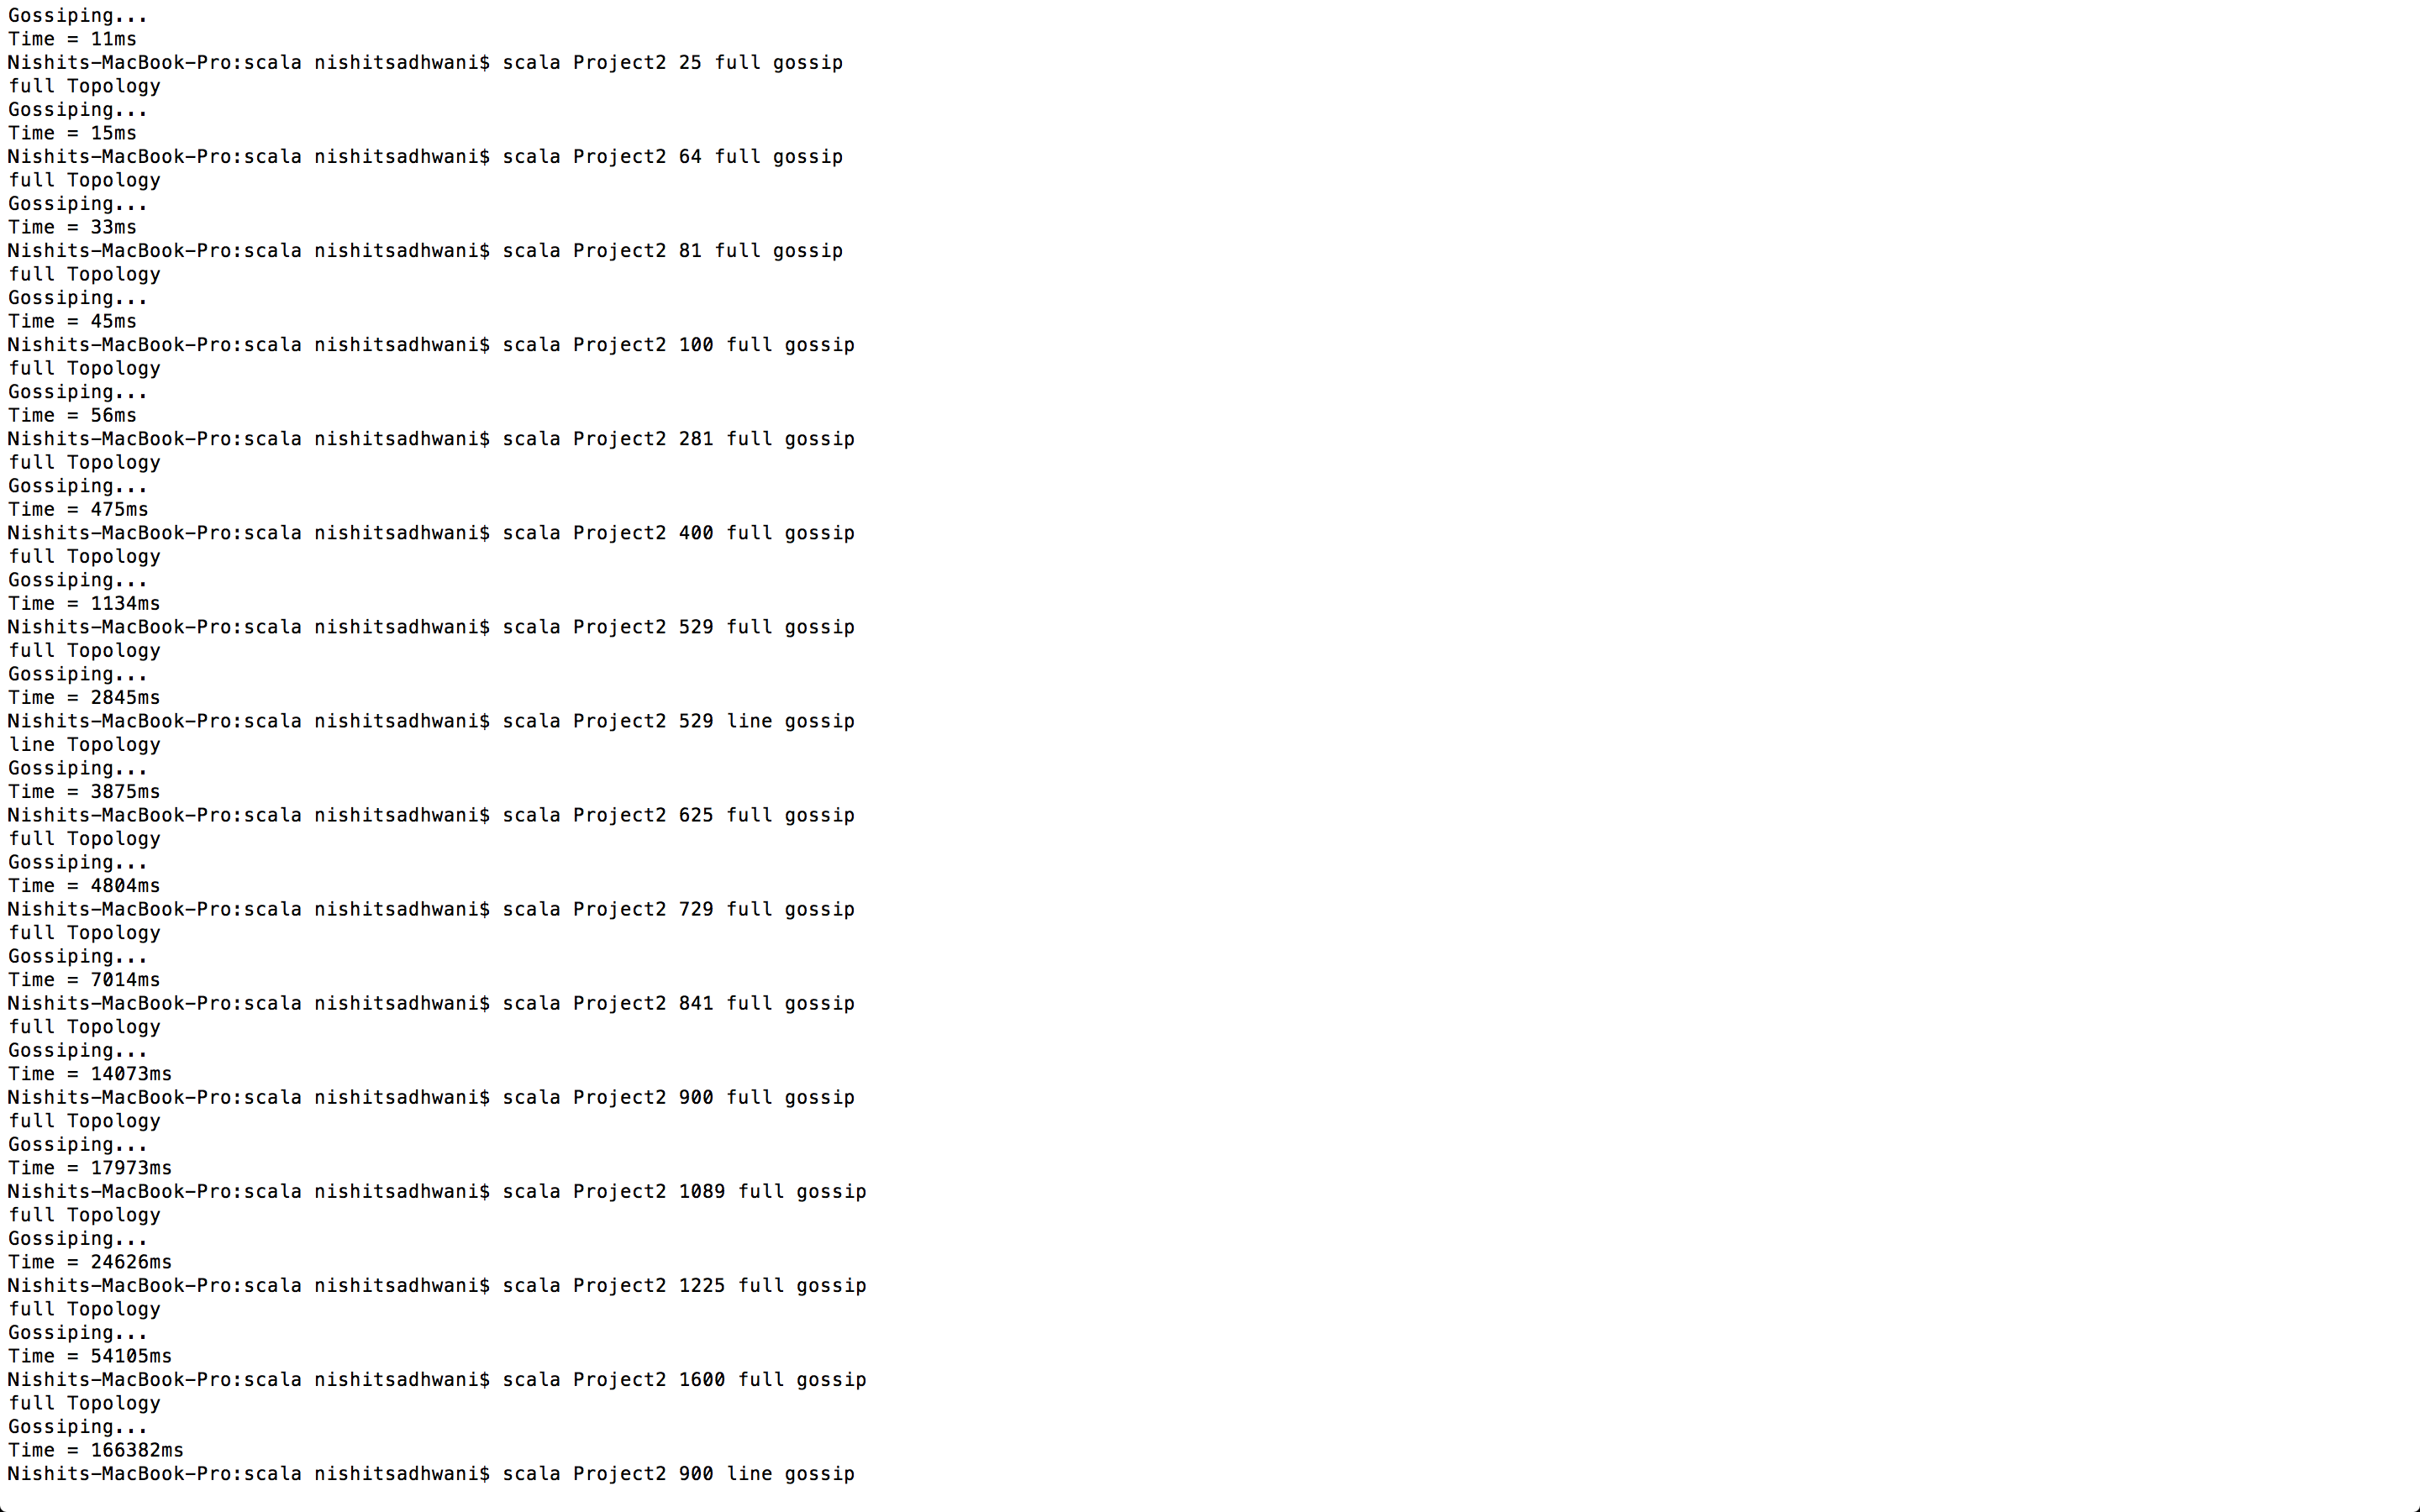 Gossiping...
Time = 11ms
Nishits-MacBook-Pro:scala nishitsadhwani$ scala Project2 25 full gossip
full Topology
Gossiping...
Time = 15ms
Nishits-MacBook-Pro:scala nishitsadhwani$ scala Project2 64 full gossip
full Topology
Gossiping...
Time = 33ms
Nishits-MacBook-Pro:scala nishitsadhwani$ scala Project2 81 full gossip
full Topology
Gossiping...
Time = 45ms
Nishits-MacBook-Pro:scala nishitsadhwani$ scala Project2 100 full gossip
full Topology
Gossiping...
Time = 56ms
Nishits-MacBook-Pro:scala nishitsadhwani$ scala Project2 281 full gossip
full Topology
Gossiping...
Time = 475ms
Nishits-MacBook-Pro:scala nishitsadhwani$ scala Project2 400 full gossip
full Topology
Gossiping...
Time = 1134ms
Nishits-MacBook-Pro:scala nishitsadhwani$ scala Project2 529 full gossip
full Topology
Gossiping...
Time = 2845ms
Nishits-MacBook-Pro:scala nishitsadhwani$ scala Project2 529 line gossip
line Topology
Gossiping...
Time = 3875ms
Nishits-MacBook-Pro:scala nishitsadhwani$ scala Project2 625 full gossip
full Topology
Gossiping...
Time = 4804ms
Nishits-MacBook-Pro:scala nishitsadhwani$ scala Project2 729 full gossip
full Topology
Gossiping...
Time = 7014ms
Nishits-MacBook-Pro:scala nishitsadhwani$ scala Project2 841 full gossip
full Topology
Gossiping...
Time = 14073ms
Nishits-MacBook-Pro:scala nishitsadhwani$ scala Project2 900 full gossip
full Topology
Gossiping...
Time = 17973ms
Nishits-MacBook-Pro:scala nishitsadhwani$ scala Project2 1089 full gossip
full Topology
Gossiping...
Time = 24626ms
Nishits-MacBook-Pro:scala nishitsadhwani$ scala Project2 1225 full gossip
full Topology
Gossiping...
Time = 54105ms
Nishits-MacBook-Pro:scala nishitsadhwani$ scala Project2 1600 full gossip
full Topology
Gossiping...
Time = 166382ms
Nishits-MacBook-Pro:scala nishitsadhwani$ scala Project2 900 line gossip